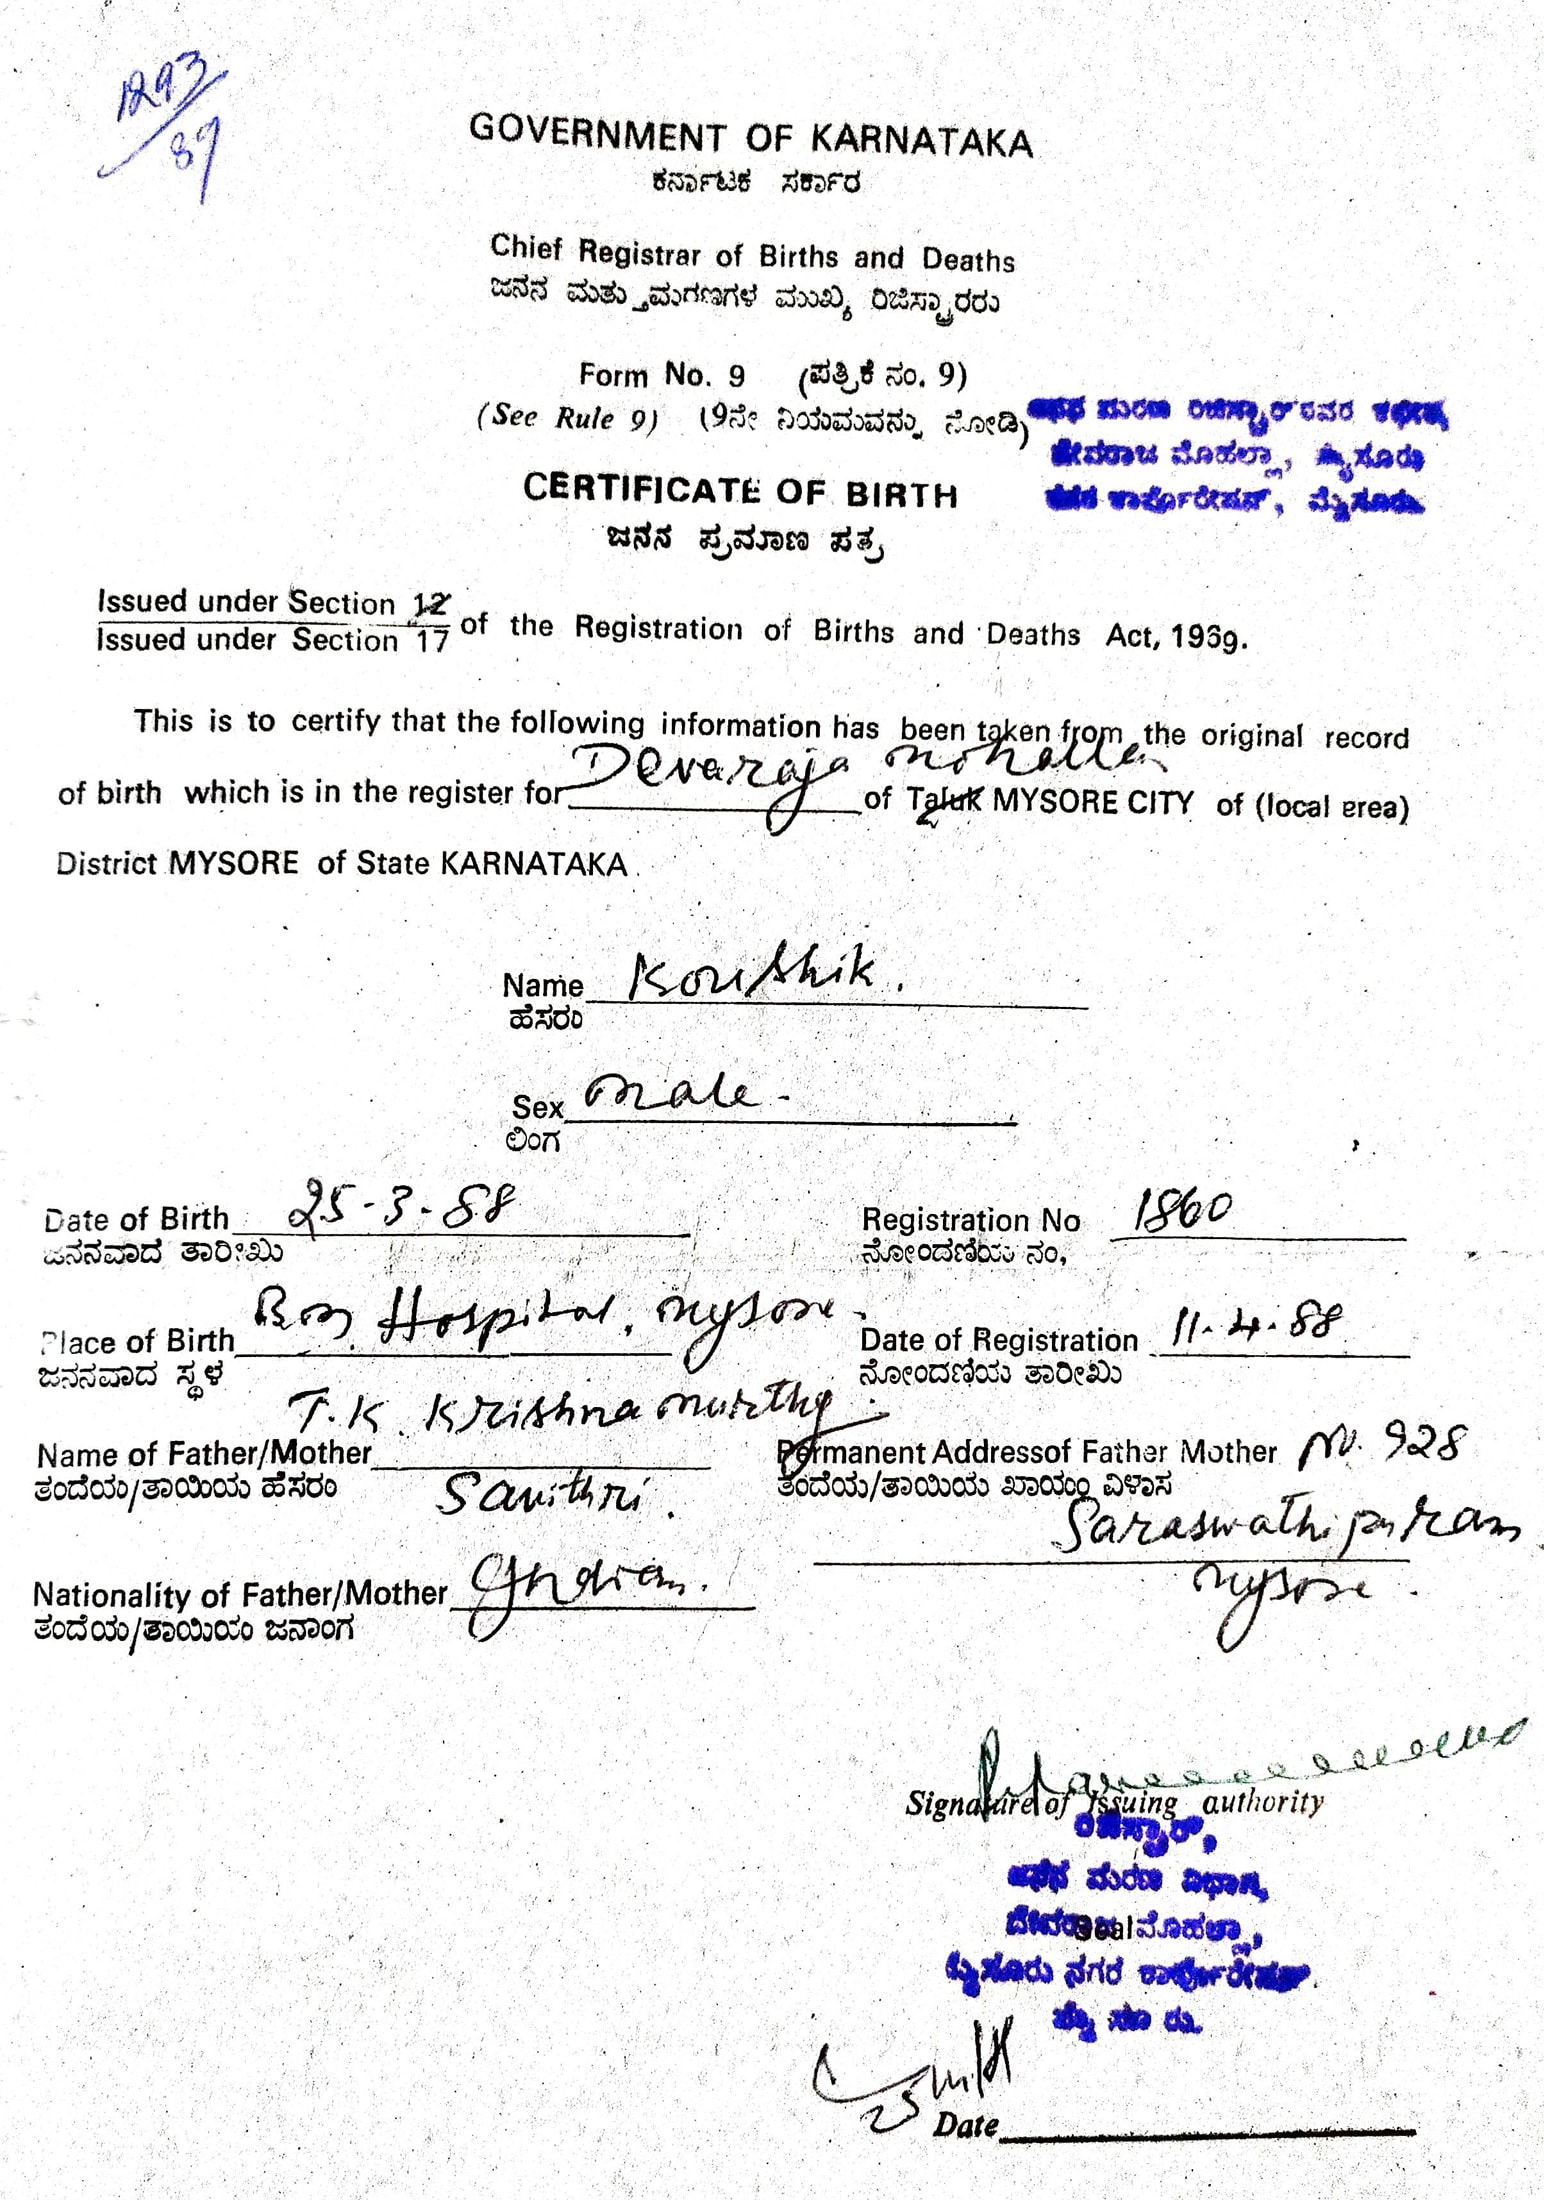 1293/89
GOVERNMENT OF KARNATAKA
ಕರ್ನಾಟಕ ಸರ್ಕಾರ
Chief Registrar of Births and Deaths
ಜನನ ಮತ್ತು ಮರಣಗಳ ಮುಖ್ಯ ರಿಜಿಸ್ಟ್ರಾರರು
Form No. 9 (ಪತ್ರಿಕೆ ನಂ. 9)
(See Rule 9) (9ನೇ ನಿಯಮವನ್ನು ನೋಡಿ)
ಜನನ ಮರಣ ರಿಜಿಸ್ಟ್ರಾರ್ ರವರ ಕಛೇರಿ
ದೇವರಾಜ ಮೊಹಲ್ಲಾ, ಮೈಸೂರು
ನಗರ ಕಾರ್ಪೊರೇಷನ್, ಮೈಸೂರು.
CERTIFICATE OF BIRTH
ಜನನ ಪ್ರಮಾಣ ಪತ್ರ
Issued under Section 12
Issued under Section 17 of the Registration of Births and Deaths Act, 1969.
This is to certify that the following information has been taken from the original record
of birth which is in the register for Devaraja Mohalla of Taluk MYSORE CITY of (local area)
District MYSORE of State KARNATAKA.
Name Koushik.
ಹೆಸರು
Sex Male.
ಲಿಂಗ
Date of Birth 25-3-88 Registration No 1860
ಜನನವಾದ ತಾರೀಖು ನೋಂದಣಿಯ ನಂ,
Place of Birth Hospital, Mysore. Date of Registration 11-4-88
ಜನನವಾದ ಸ್ಥಳ ನೋಂದಣಿಯ ತಾರೀಖು
Name of Father/Mother T.K. Krishna Murthy Permanent Addressof Father Mother No. 928
ತಂದೆಯ/ತಾಯಿಯ ಹೆಸರು Savithri. ತಂದೆಯ/ತಾಯಿಯ ಖಾಯಂ ವಿಳಾಸ
Saraswathipuram
Mysore.
Nationality of Father/Mother Indian.
ತಂದೆಯ/ತಾಯಿಯ ಜನಾಂಗ
Signature of Issuing authority
ರಿಜಿಸ್ಟ್ರಾರ್,
ಜನನ ಮರಣ ವಿಭಾಗ,
ದೇವರಾಜ ಮೊಹಲ್ಲಾ,
Seal
ಮೈಸೂರು ನಗರ ಕಾರ್ಪೊರೇಷನ್
ಮೈ ಸೂ ರು.
Date